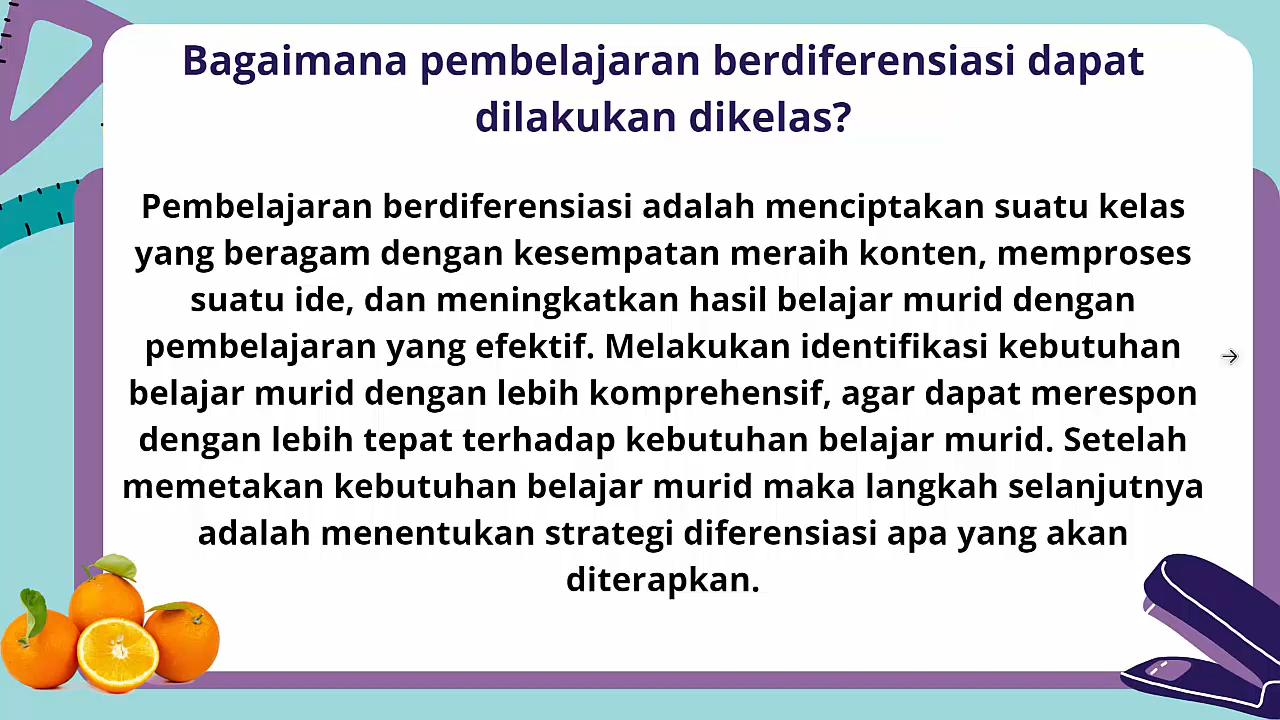 Bagaimana pembelajaran berdiferensiasi dapat
dilakukan dikelas?
Pembelajaran berdiferensiasi adalah menciptakan suatu kelas
yang beragam dengan kesempatan meraih konten, memproses
suatu ide, dan meningkatkan hasil belajar murid dengan
pembelajaran yang efektif. Melakukan identifikasi kebutuhan
belajar murid dengan lebih komprehensif, agar dapat merespon
dengan lebih tepat terhadap kebutuhan belajar murid. Setelah
memetakan kebutuhan belajar murid maka langkah selanjutnya
adalah menentukan strategi diferensiasi apa yang akan
diterapkan.